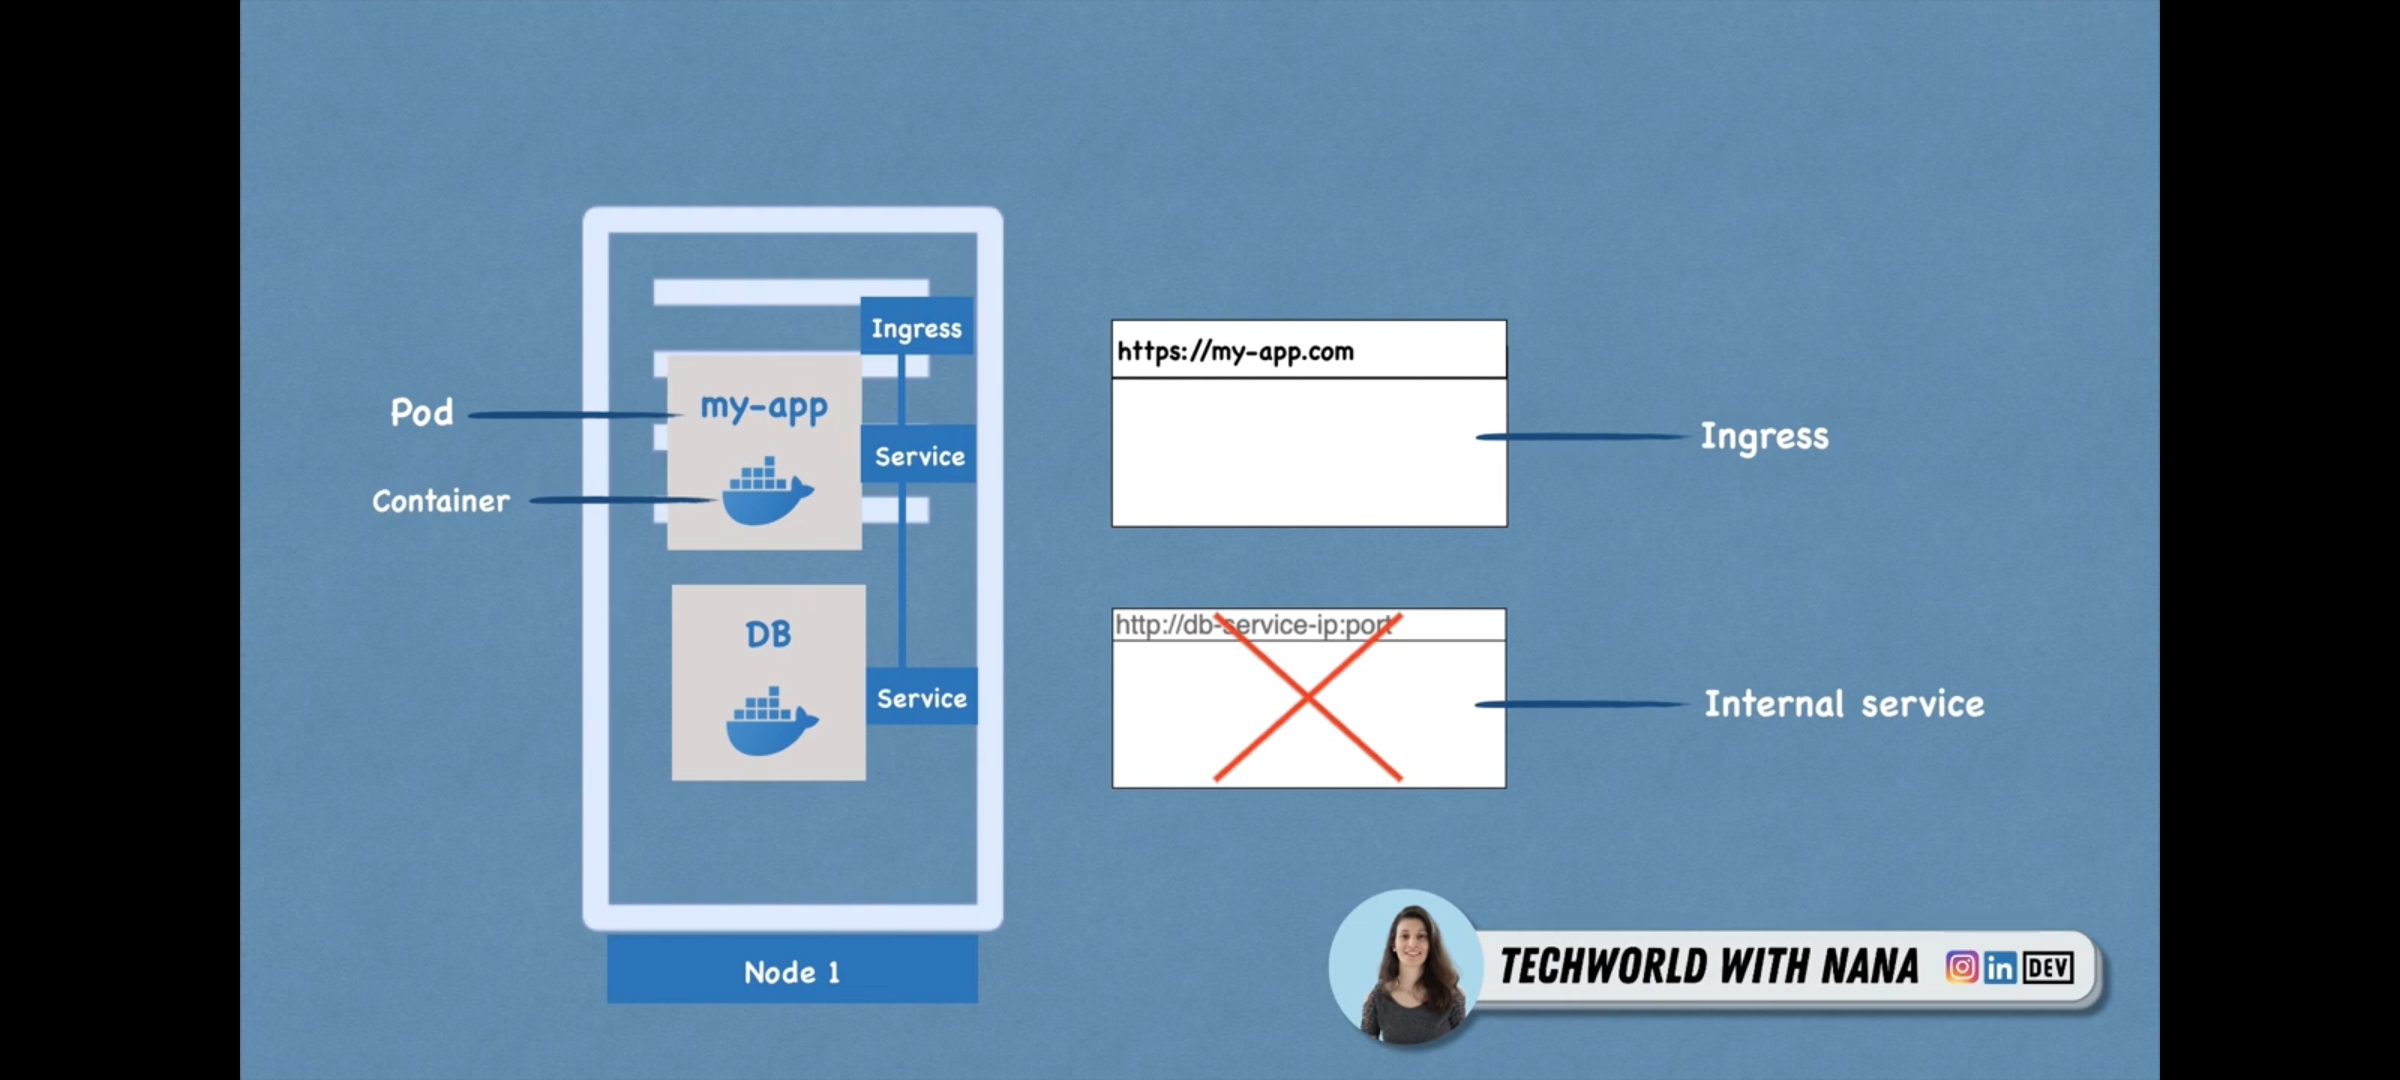 Ingress
https://my-app.com
my-app
Pod
Ingress
Service
Container
DB
http://db-service-ip:port
Service
Internal service
TECHWORLD WITH NANA
in
DEV
Node 1